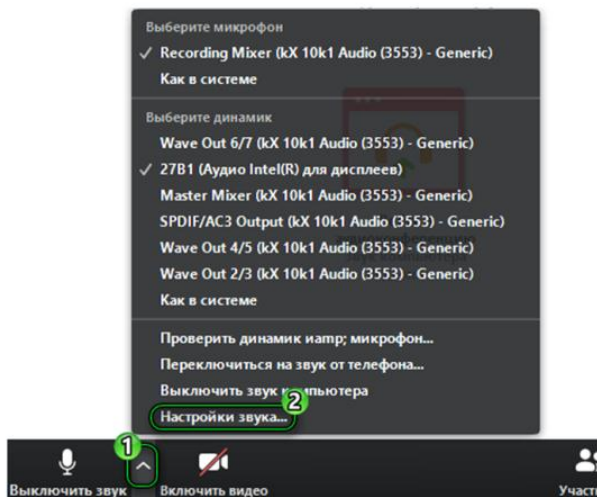 Выберите микрофон
Recording Mixer (kX 10k1 Audio (3553) - Generic)
Как в системе
Выберите динамик
Wave Out 6/7 (kX 10k1 Audio (3553) - Generic)
27B1 (Аудио Intel(R) для дисплеев)
Master Mixer (kX 10k1 Audio (3553) - Generic)
SPDIF/AC3 Output (kX 10k1 Audio (3553) - Generic)
Wave Out 4/5 (kX 10k1 Audio (3553) - Generic)
Wave Out 2/3 (kX 10k1 Audio (3553) - Generic)
Как в системе
Проверить динамик иamp; микрофон...
Переключиться на звук от телефона...
Выключить звук компьютера
Настройки звука...
2
1
Выключить звук
Включить видео
Участ